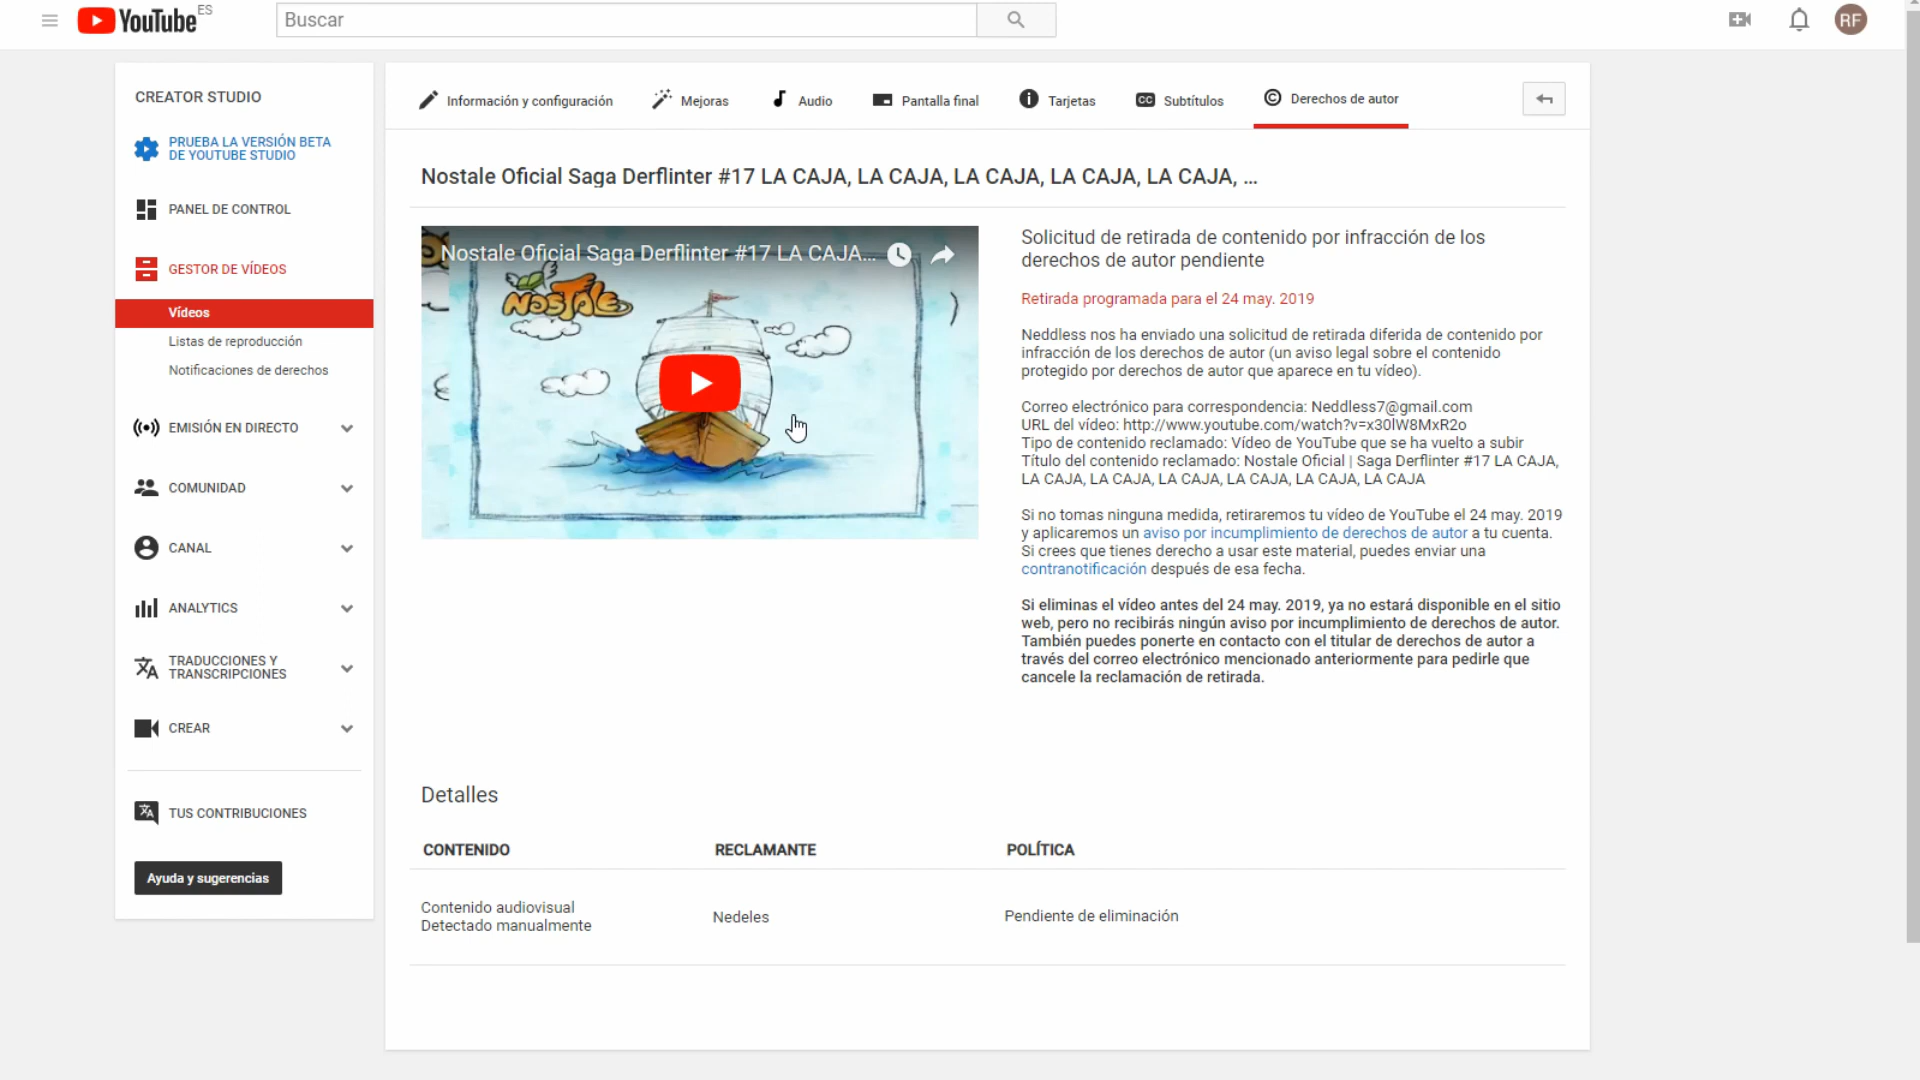 YouTube ES
Buscar
RF
CREATOR STUDIO
PRUEBA LA VERSIÓN BETA
DE YOUTUBE STUDIO
PANEL DE CONTROL
GESTOR DE VÍDEOS
Vídeos
Listas de reproducción
Notificaciones de derechos
EMISIÓN EN DIRECTO
COMUNIDAD
CANAL
ANALYTICS
TRADUCCIONES Y
TRANSCRIPCIONES
CREAR
TUS CONTRIBUCIONES
Ayuda y sugerencias
Información y configuración
Mejoras
Audio
Pantalla final
Tarjetas
CC Subtítulos
Derechos de autor
Nostale Oficial Saga Derflinter #17 LA CAJA, LA CAJA, LA CAJA, LA CAJA, LA CAJA, ...
Nostale Oficial Saga Derflinter #17 LA CAJA...
NosTale
Solicitud de retirada de contenido por infracción de los
derechos de autor pendiente
Retirada programada para el 24 may. 2019
Neddless nos ha enviado una solicitud de retirada diferida de contenido por
infracción de los derechos de autor (un aviso legal sobre el contenido
protegido por derechos de autor que aparece en tu vídeo).
Correo electrónico para correspondencia: Neddless7@gmail.com
URL del vídeo: http://www.youtube.com/watch?v=x30lW8MxR2o
Tipo de contenido reclamado: Vídeo de YouTube que se ha vuelto a subir
Título del contenido reclamado: Nostale Oficial | Saga Derflinter #17 LA CAJA,
LA CAJA, LA CAJA, LA CAJA, LA CAJA, LA CAJA, LA CAJA
Si no tomas ninguna medida, retiraremos tu vídeo de YouTube el 24 may. 2019
y aplicaremos un aviso por incumplimiento de derechos de autor a tu cuenta.
Si crees que tienes derecho a usar este material, puedes enviar una
contranotificación después de esa fecha.
Si eliminas el vídeo antes del 24 may. 2019, ya no estará disponible en el sitio
web, pero no recibirás ningún aviso por incumplimiento de derechos de autor.
También puedes ponerte en contacto con el titular de derechos de autor a
través del correo electrónico mencionado anteriormente para pedirle que
cancele la reclamación de retirada.
Detalles
CONTENIDO
RECLAMANTE
POLÍTICA
Contenido audiovisual
Detectado manualmente
Nedeles
Pendiente de eliminación